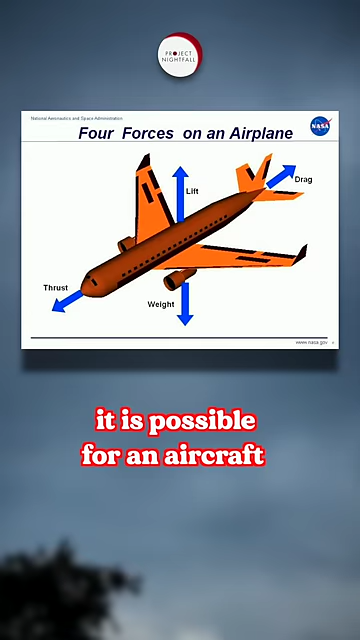 PROJECT
NIGHTFALL
National Aeronautics and Space Administration
Four Forces on an Airplane
NASA
Lift
Drag
Thrust
Weight
www.nasa.gov
it is possible
for an aircraft